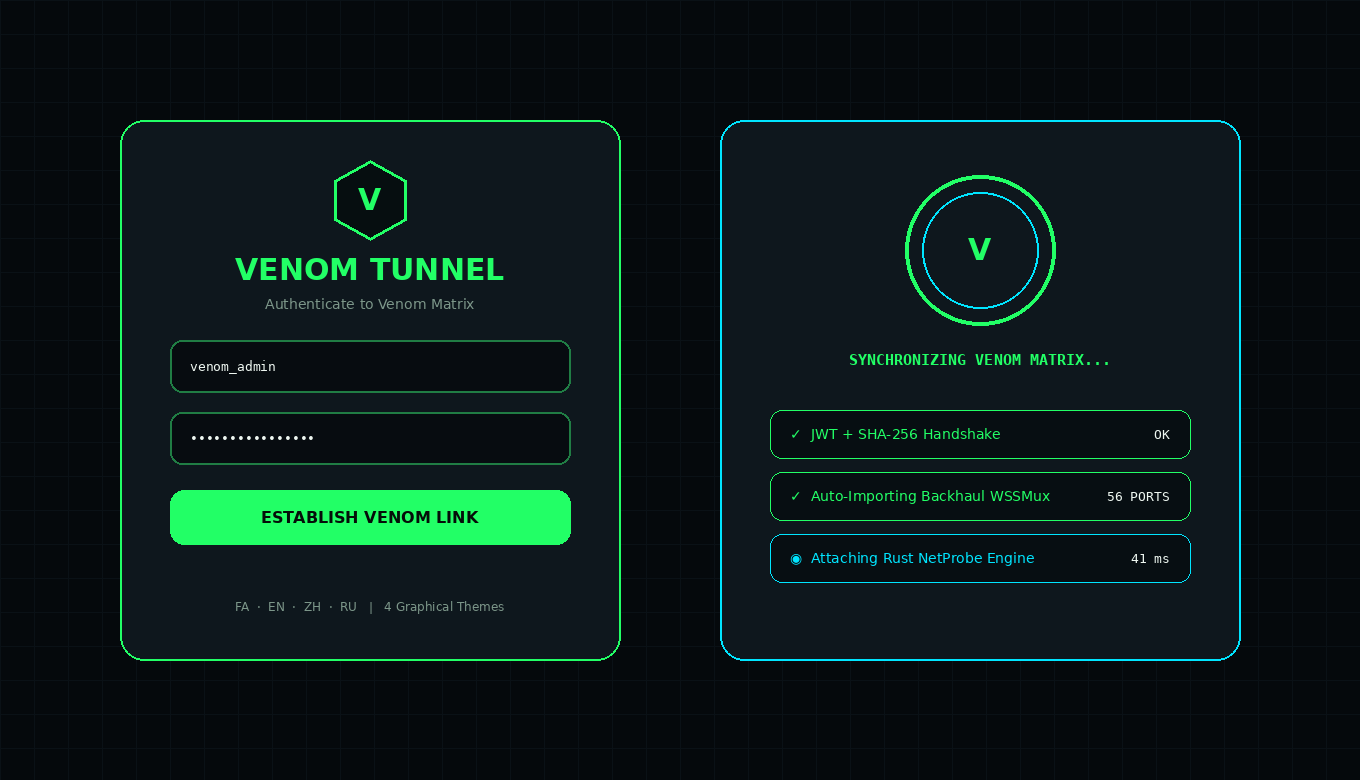 V
VENOM TUNNEL
Authenticate to Venom Matrix
venom_admin
••••••••••••••••
ESTABLISH VENOM LINK
FA · EN · ZH · RU | 4 Graphical Themes
V
SYNCHRONIZING VENOM MATRIX...
✓ JWT + SHA-256 Handshake OK
✓ Auto-Importing Backhaul WSSMux 56 PORTS
◉ Attaching Rust NetProbe Engine 41 ms